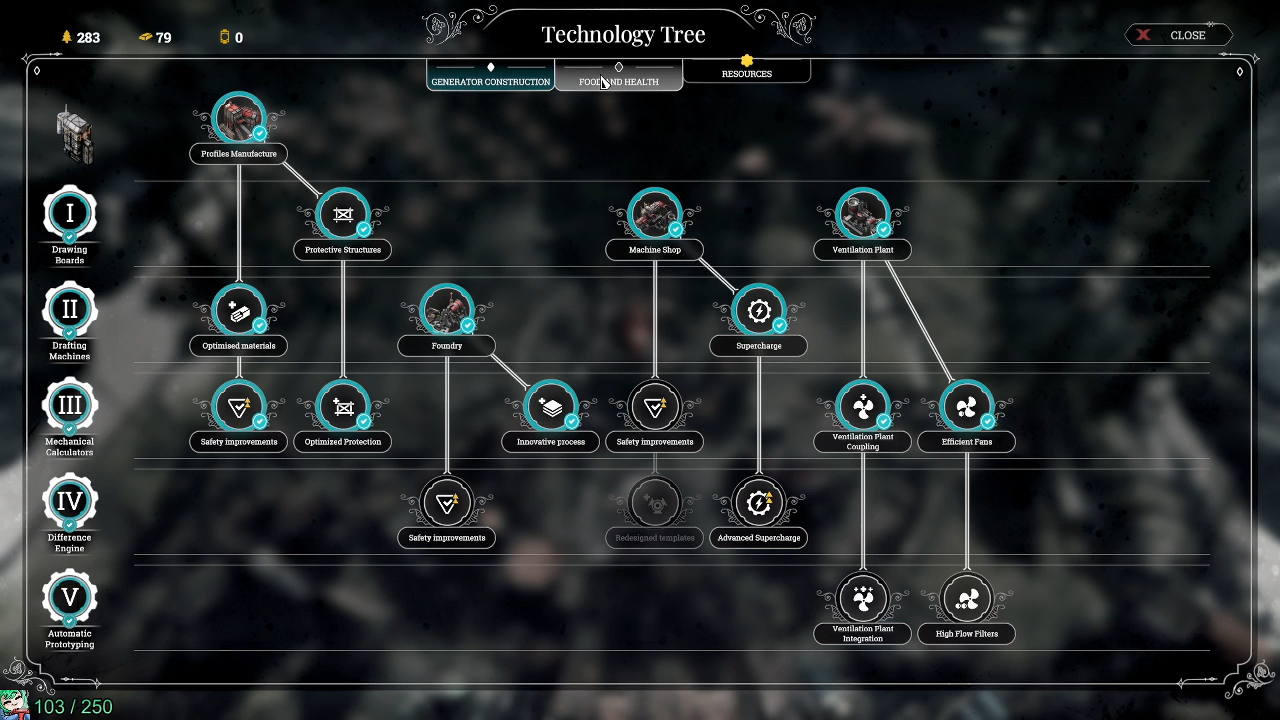 283 79 0
Technology Tree
CLOSE
GENERATOR CONSTRUCTION FOOD AND HEALTH RESOURCES
Profiles Manufacture
I
Drawing
Boards
Protective Structures Machine Shop Ventilation Plant
II
Drafting
Machines
Optimised materials Foundry Supercharge
III
Mechanical
Calculators
Safety improvements Optimized Protection Innovative process Safety improvements Ventilation Plant
Coupling Efficient Fans
IV
Difference
Engine
Safety improvements Redesigned templates Advanced Supercharge
V
Automatic
Prototyping
Ventilation Plant
Integration High Flow Filters
103 / 250